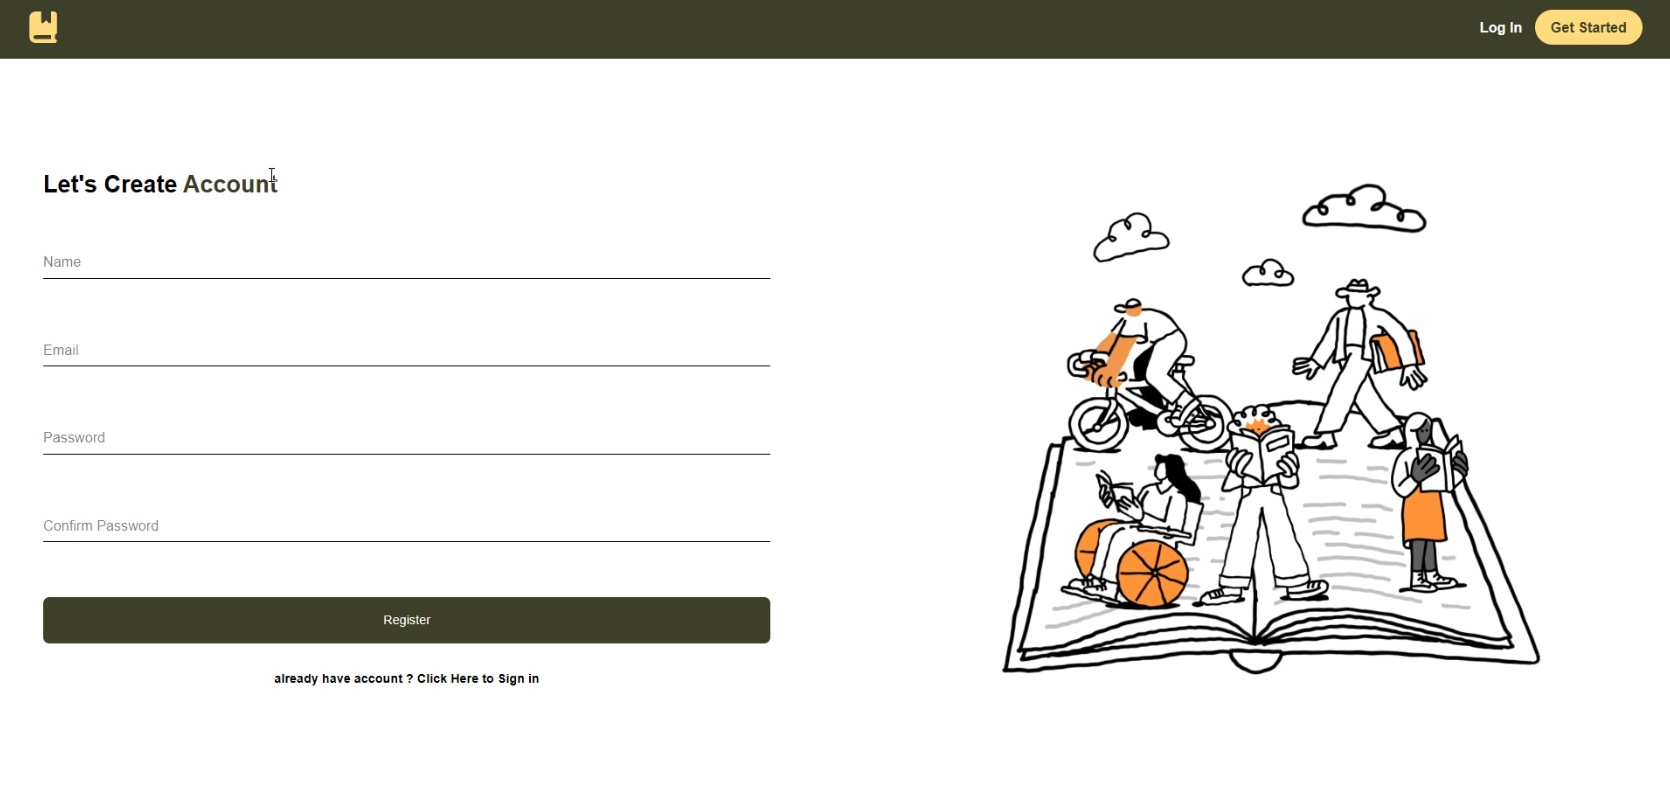 Log In
Get Started
Let's Create Account
Name
Email
Password
Confirm Password
Register
already have account ? Click Here to Sign in